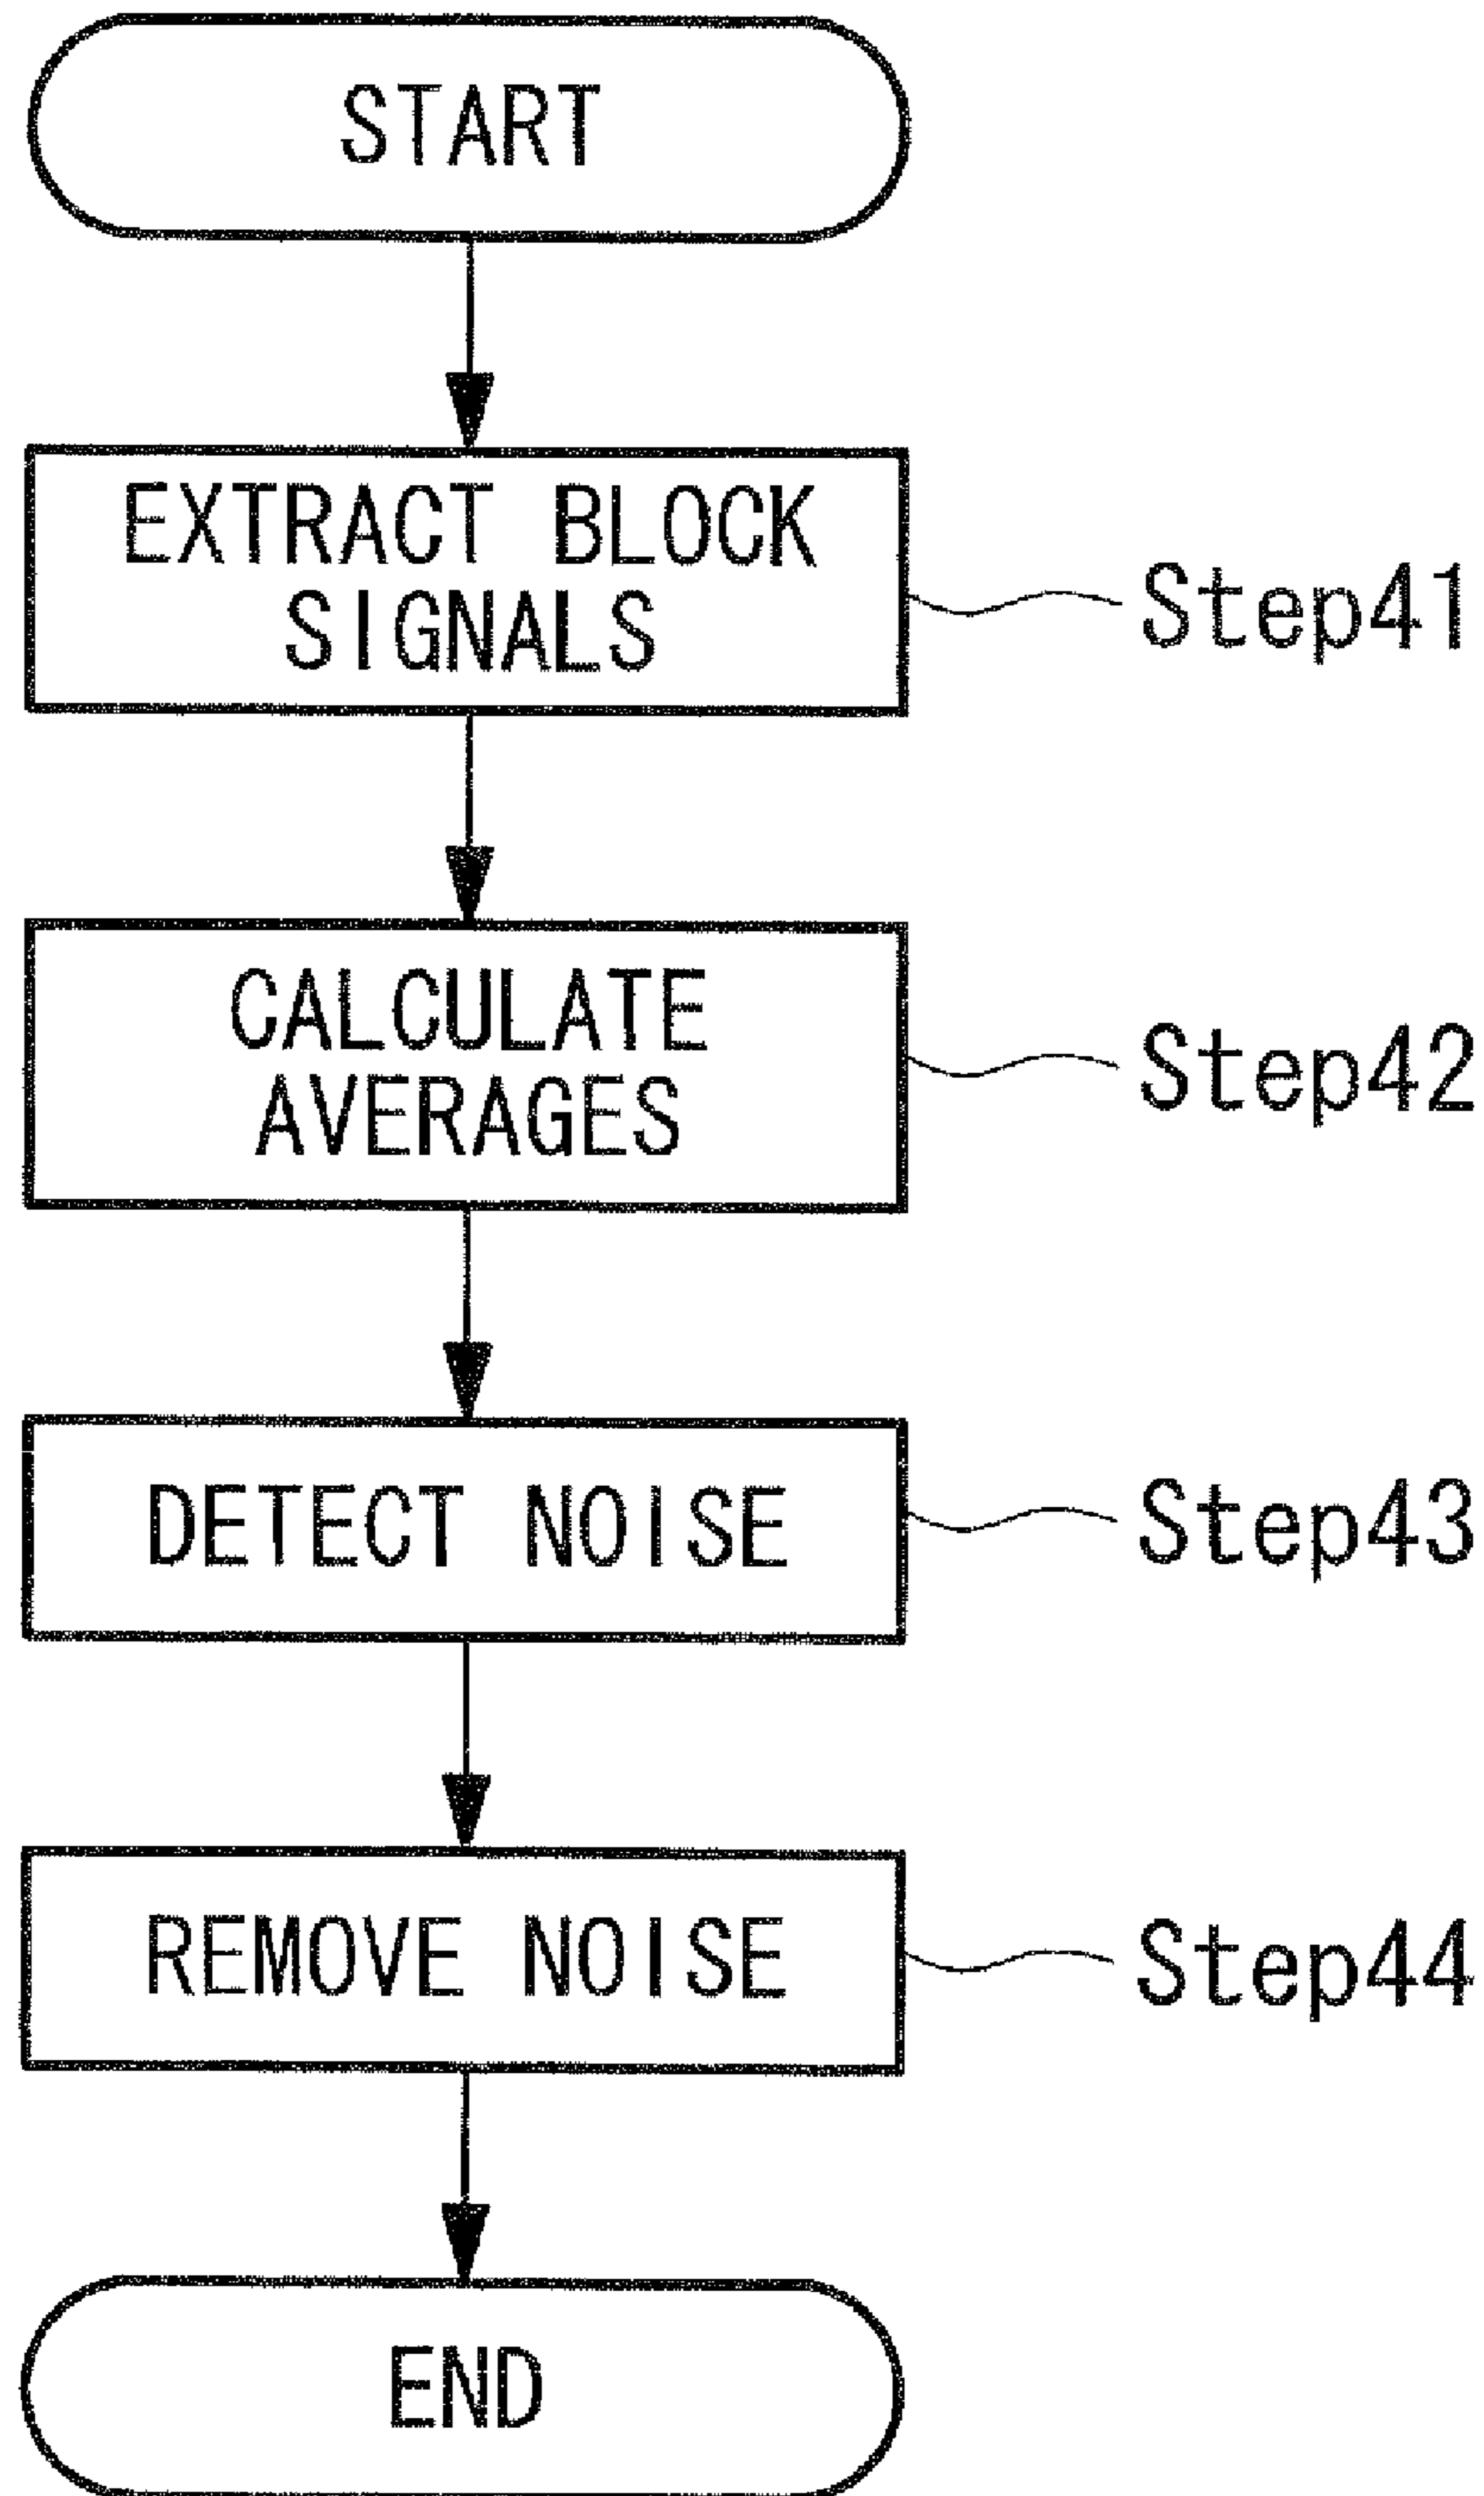 START
EXTRACT BLOCK
SIGNALS
Step41
CALCULATE
AVERAGES
Step42
DETECT NOISE
Step43
REMOVE NOISE
Step44
END